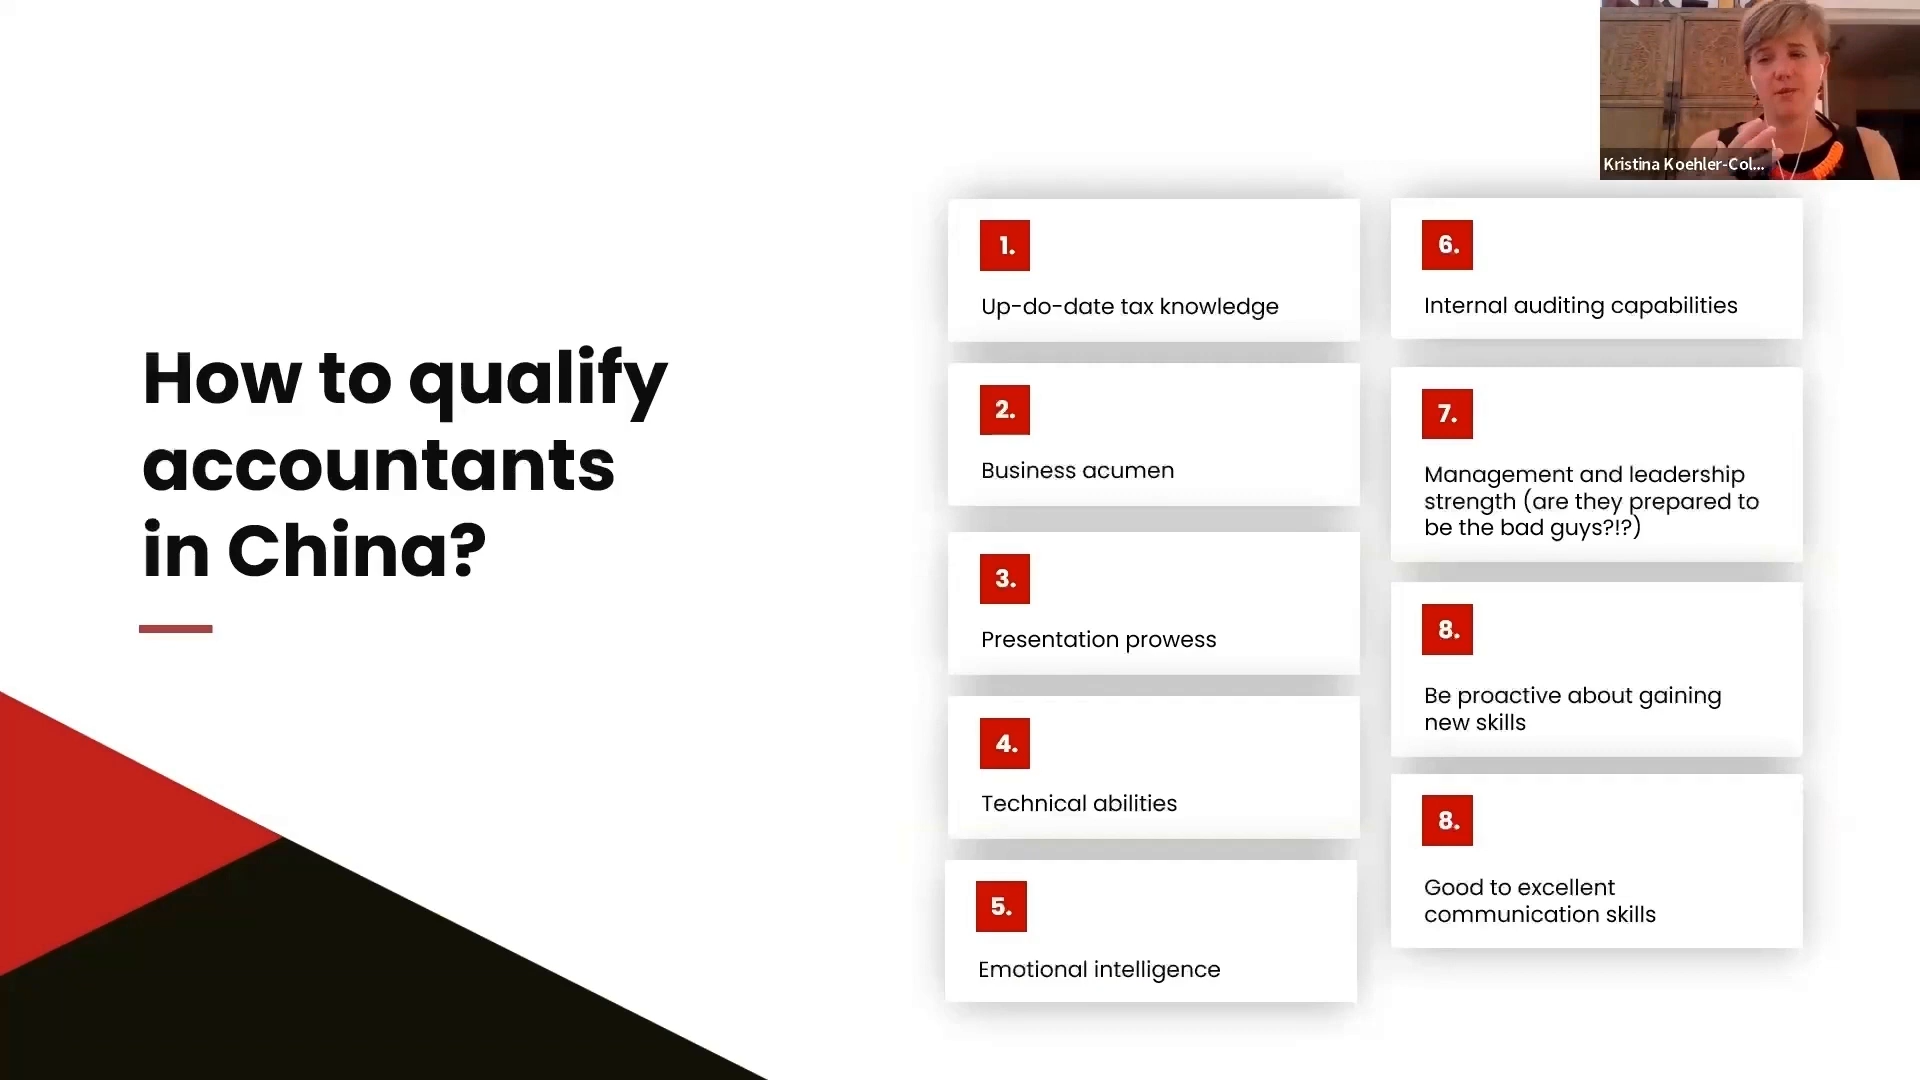 How to qualify
accountants
in China?
1.
Up-do-date tax knowledge
2.
Business acumen
3.
Presentation prowess
4.
Technical abilities
5.
Emotional intelligence
6.
Internal auditing capabilities
7.
Management and leadership
strength (are they prepared to
be the bad guys?!?)
8.
Be proactive about gaining
new skills
8.
Good to excellent
communication skills
Kristina Koehler-Col...